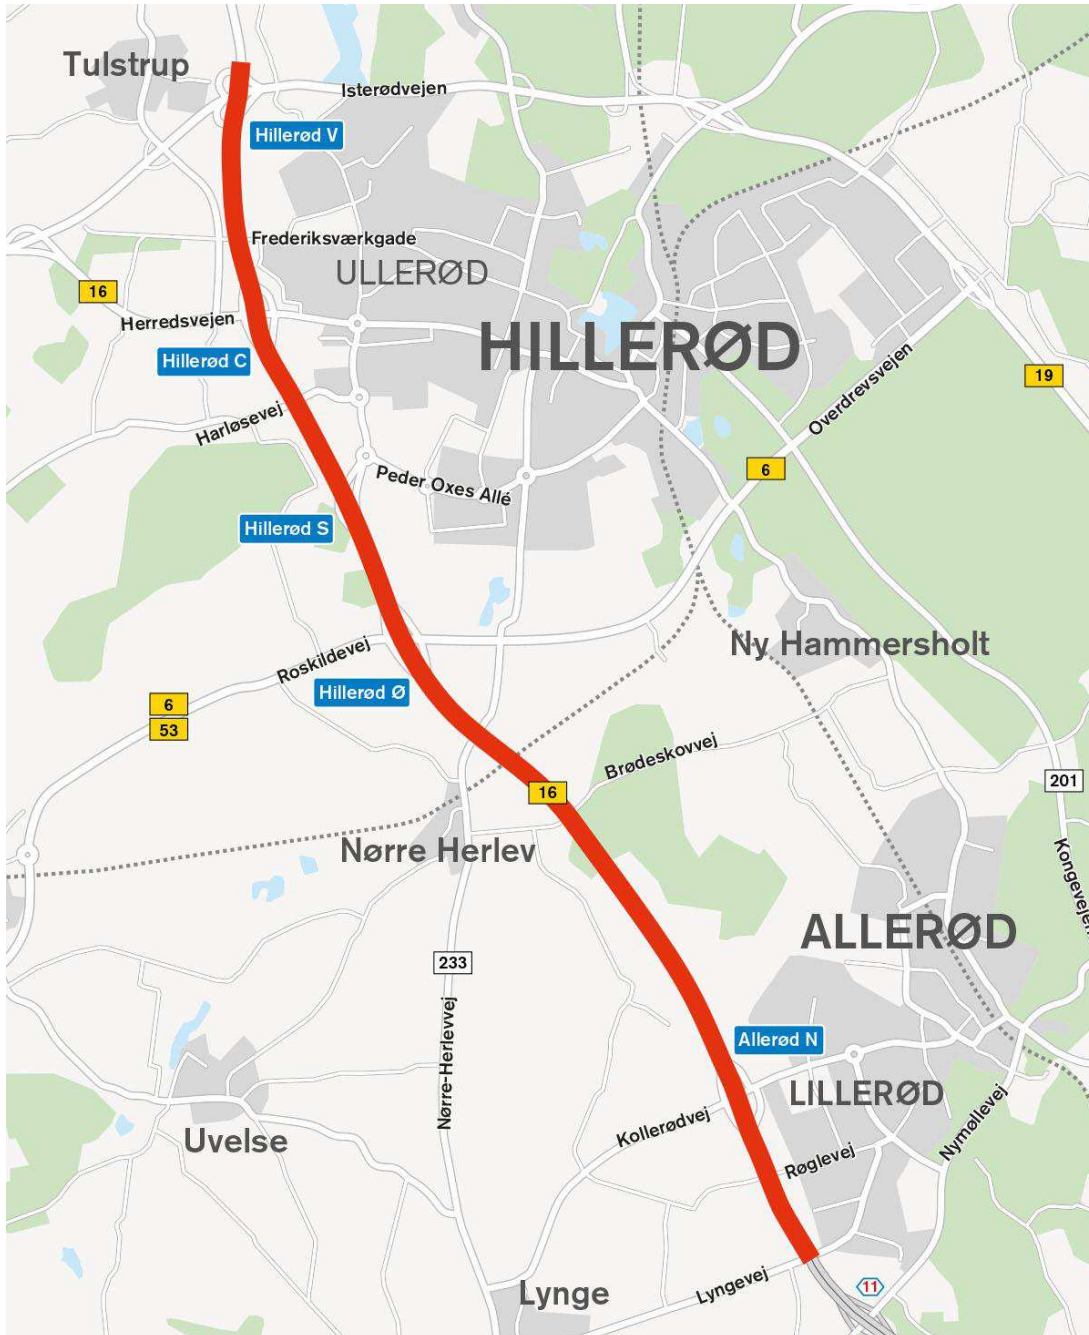 Tulstrup
Isterødvejen
Hillerød V
Frederiksværkgade
ULLERØD
16
Herredsvejen
HILLERØD
Hillerød C
19
Overdrevsvejen
Harløsevej
6
Peder Oxes Allé
Hillerød S
Ny Hammersholt
Roskildevej
Hillerød Ø
6
53
Brødeskovvej
201
16
Nørre Herlev
Kongevejen
ALLERØD
233
Nørre-Herlevvej
Allerød N
LILLERØD
Kollerødvej
Nymøllevej
Uvelse
Røglevej
Lyngevej
11
Lynge